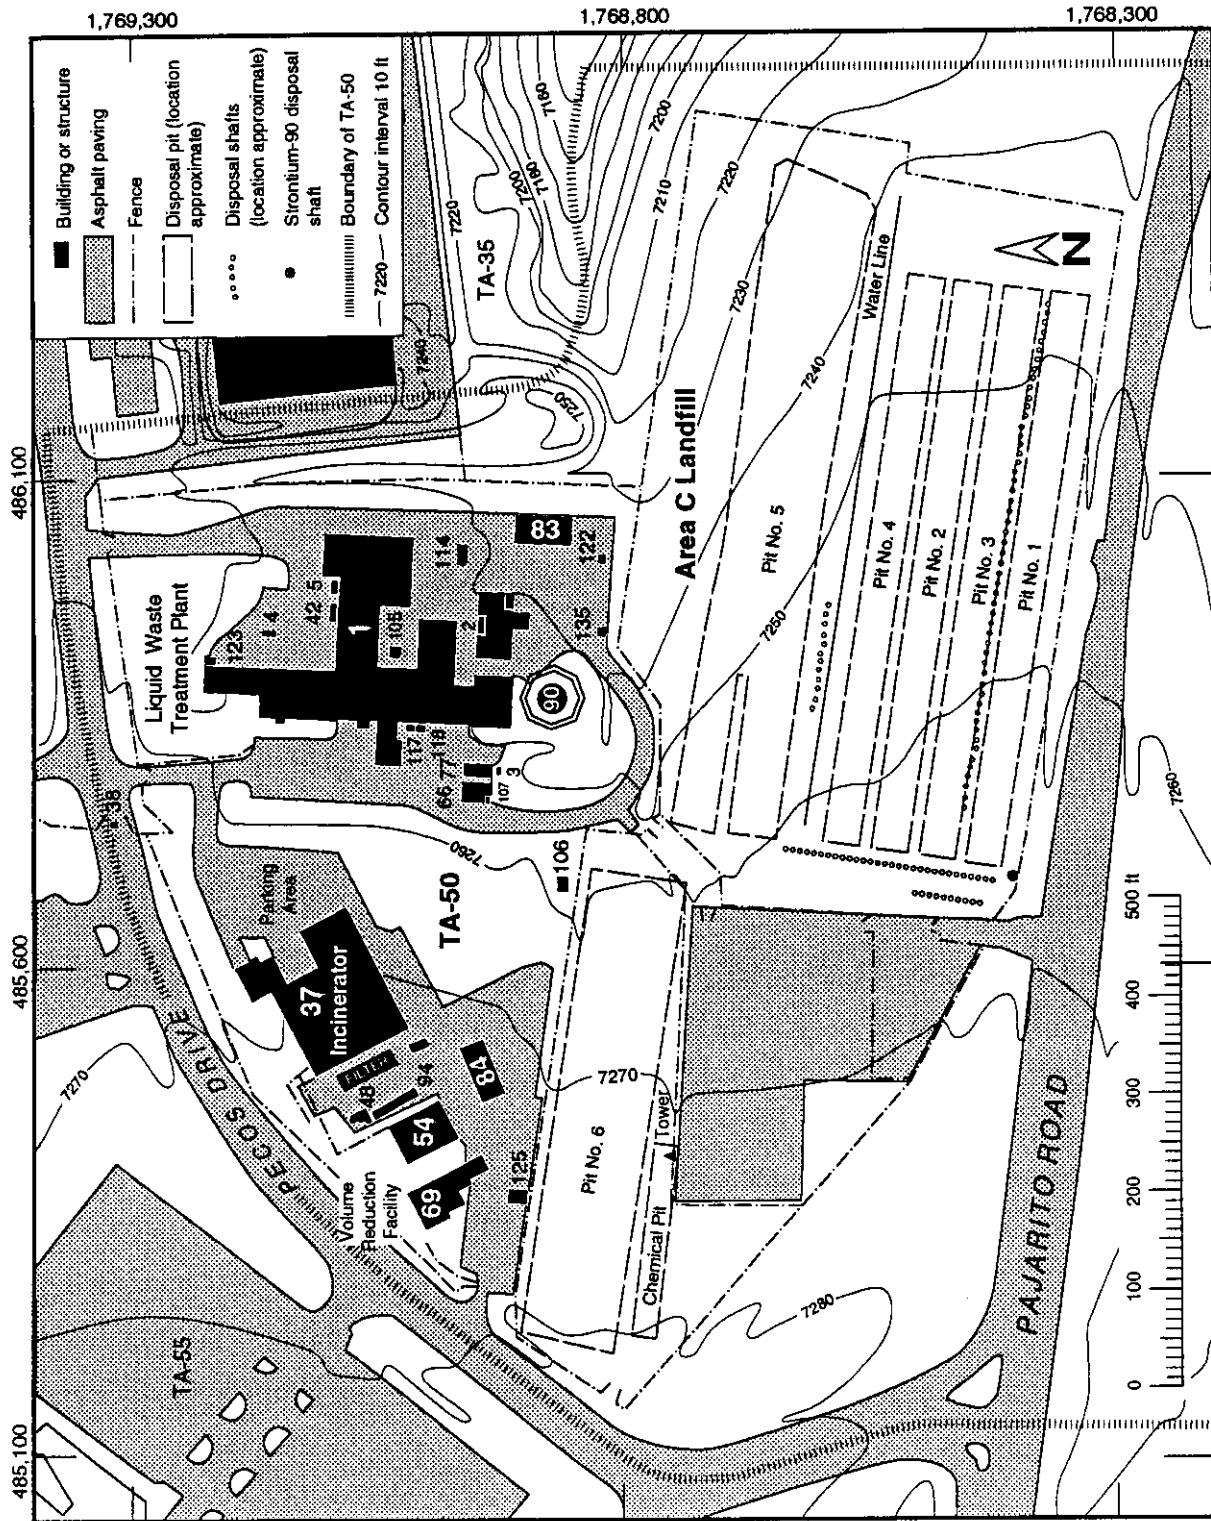 1,769,300
1,768,800
1,768,300
486,100
485,600
485,100
Building or structure
Asphalt paving
Fence
Disposal pit (location
approximate)
Disposal shafts
(location approximate)
Strontium-90 disposal
shaft
Boundary of TA-50
7220
Contour interval 10 ft
7240
7220
TA-35
7200
7180
7160
7200
7220
7210
7230
7240
7250
7250
Water Line
N
Area C Landfill
Pit No. 5
Pit No. 4
Pit No. 2
Pit No. 3
Pit No. 1
Liquid Waste
Treatment Plant
123
4
42
5
1
105
114
83
122
2
135
90
117
118
66
77
3
107
106
7260
7260
TA-50
Parking
Area
37
Incinerator
FILTER
48
94
84
54
69
125
Volume
Reduction
Facility
PECOS DRIVE
7270
7270
Pit No. 6
Chemical Pit
Tower
7280
TA-55
PAJARITO ROAD
0
100
200
300
400
500 ft